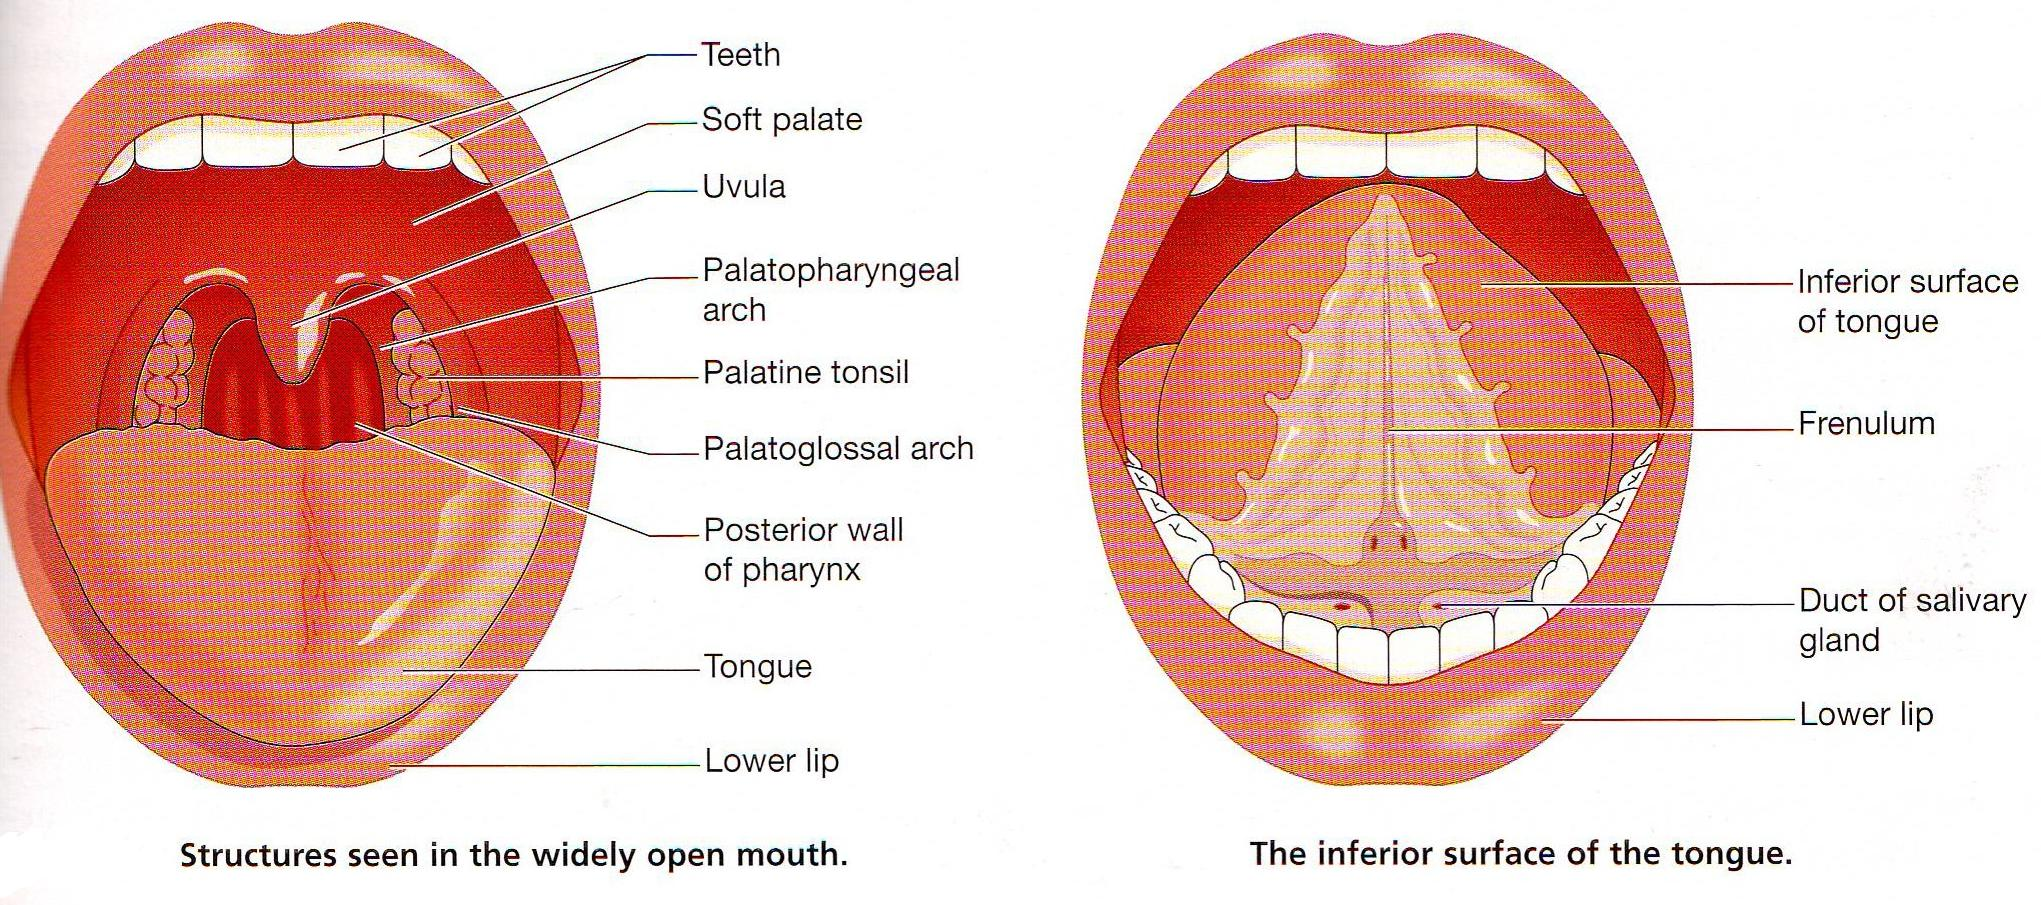 Teeth
Soft palate
Uvula
Palatopharyngeal
arch
Palatine tonsil
Palatoglossal arch
Posterior wall
of pharynx
Tongue
Lower lip
Structures seen in the widely open mouth.
Inferior surface
of tongue
Frenulum
Duct of salivary
gland
Lower lip
The inferior surface of the tongue.